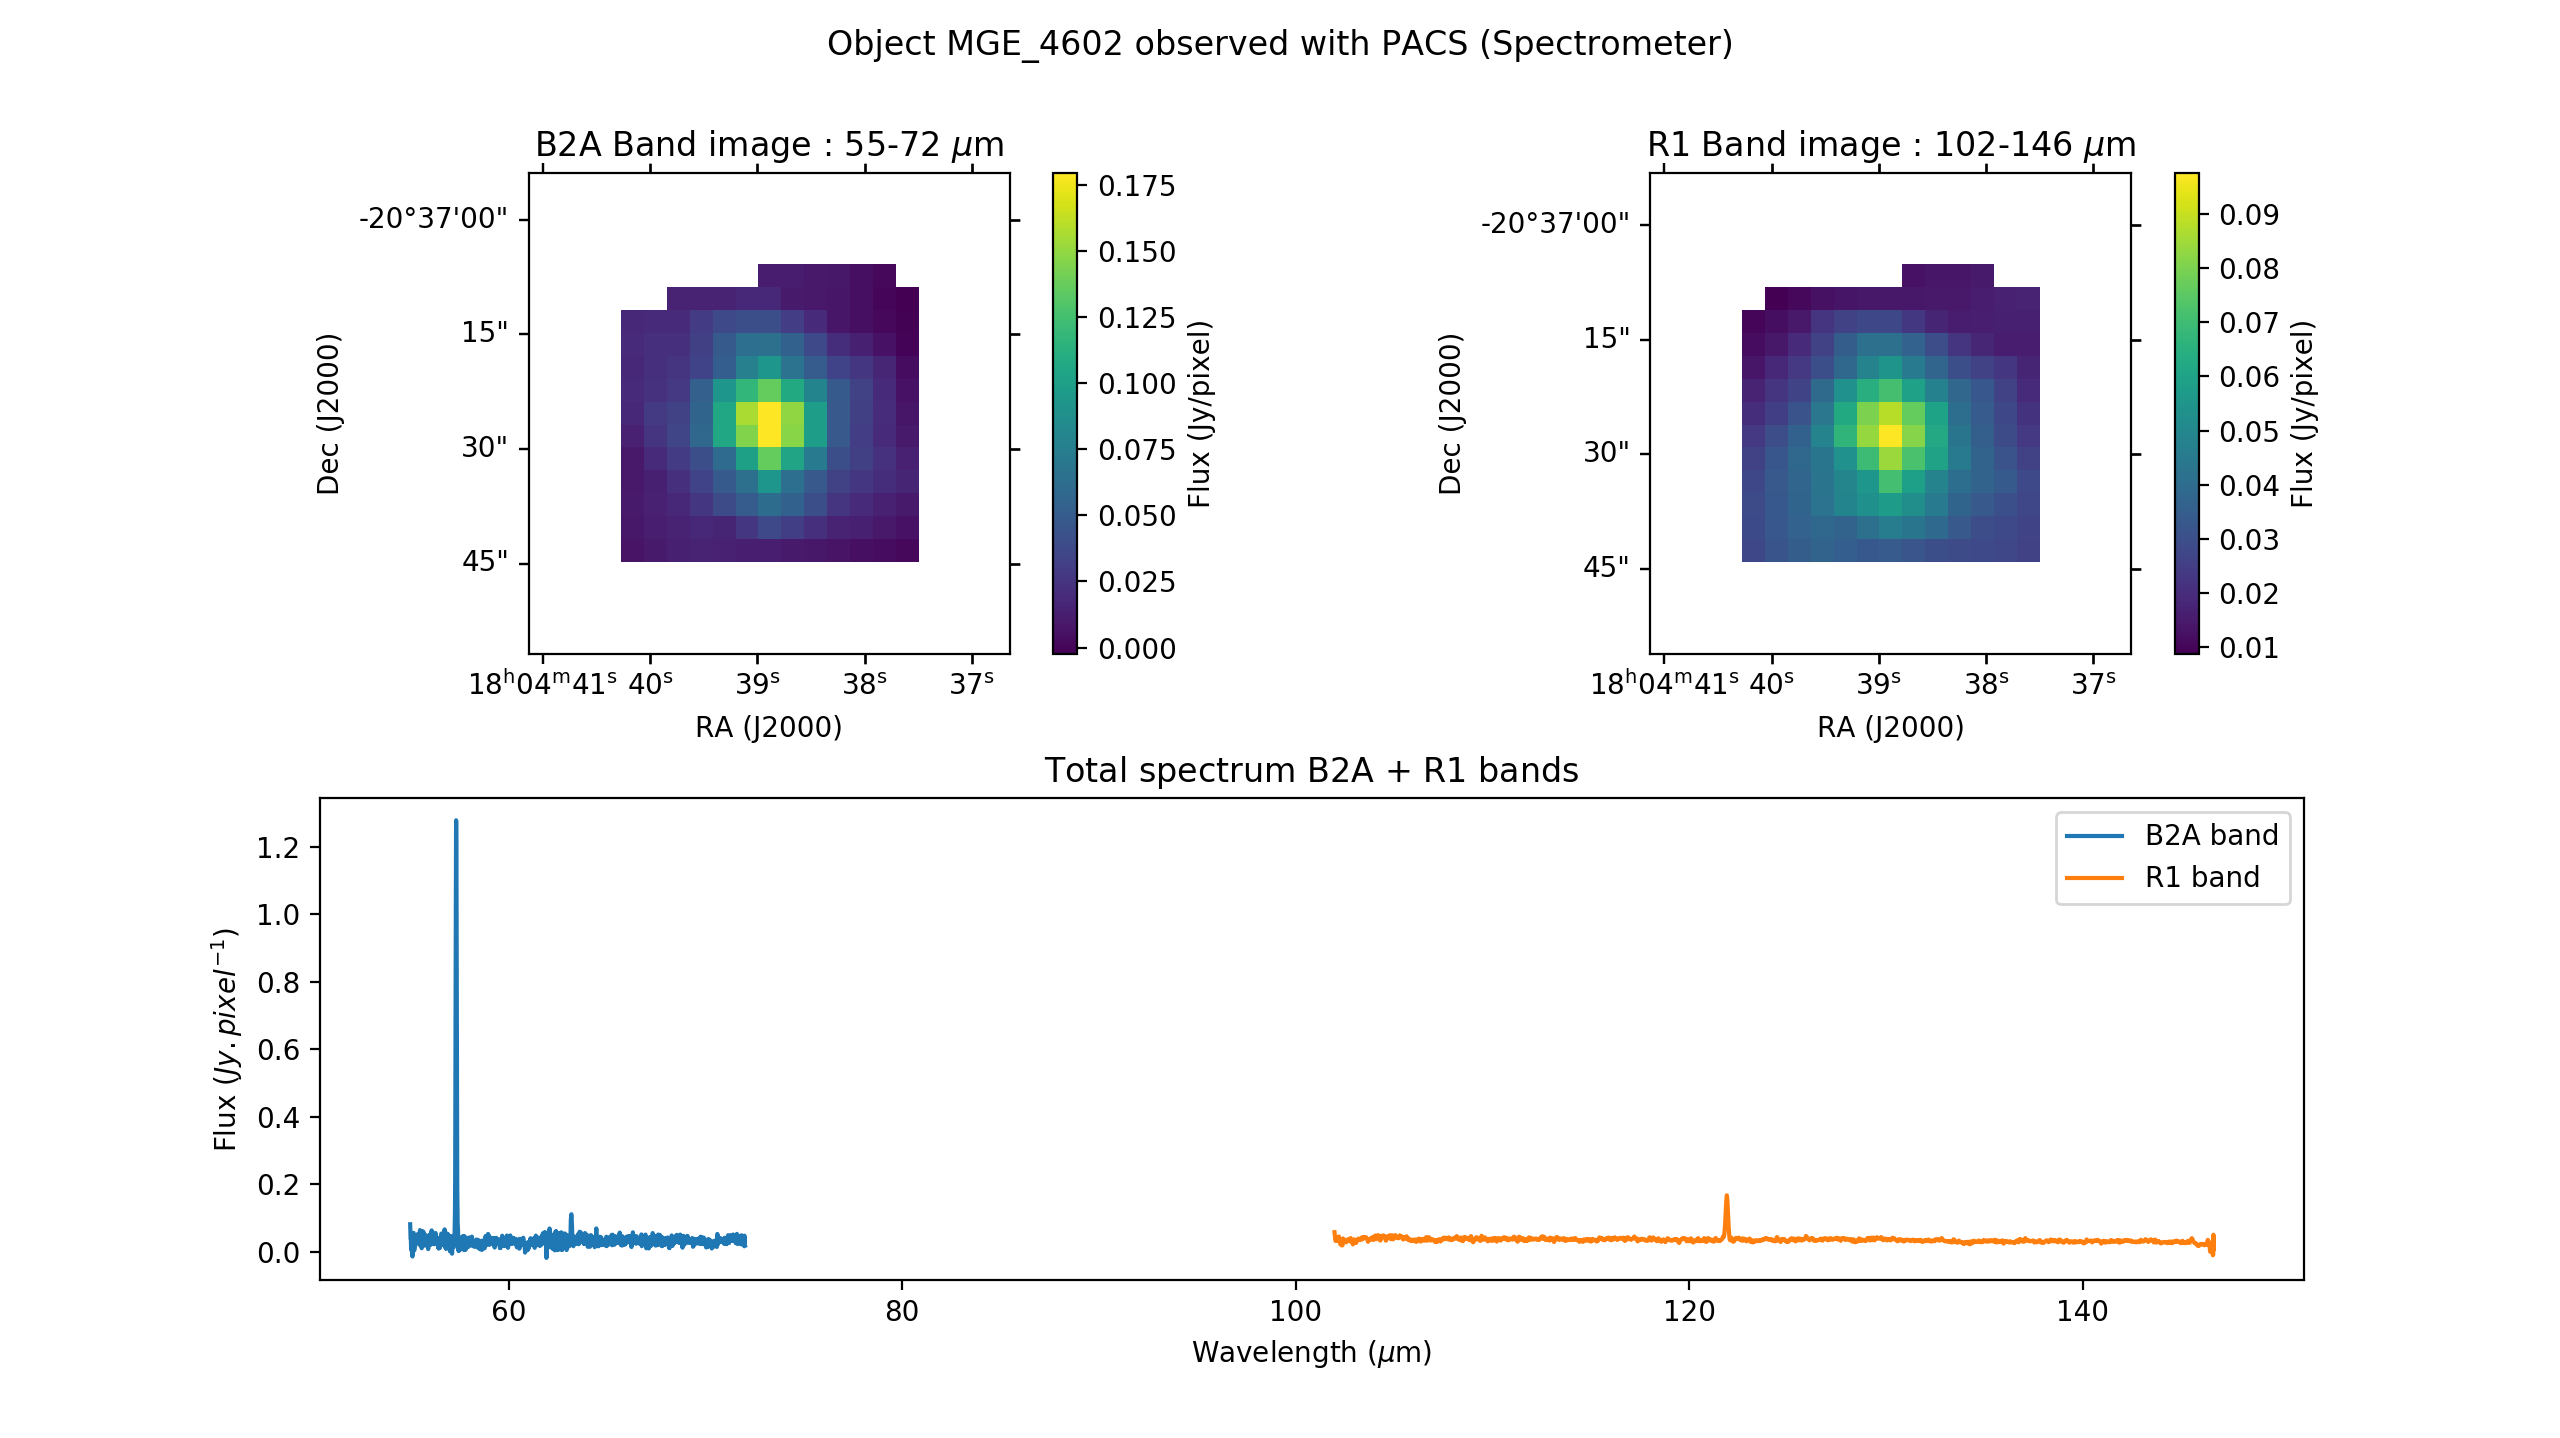 Object MGE_4602 observed with PACS (Spectrometer)
B2A Band image : 55-72 μm
-20°37'00"
15"
30"
45"
Dec (J2000)
18ʰ04ᵐ41ˢ 40ˢ 39ˢ 38ˢ 37ˢ
RA (J2000)
0.175
0.150
0.125
0.100
0.075
0.050
0.025
0.000
Flux (Jy/pixel)
R1 Band image : 102-146 μm
-20°37'00"
15"
30"
45"
Dec (J2000)
18ʰ04ᵐ41ˢ 40ˢ 39ˢ 38ˢ 37ˢ
RA (J2000)
0.09
0.08
0.07
0.06
0.05
0.04
0.03
0.02
0.01
Flux (Jy/pixel)
Total spectrum B2A + R1 bands
B2A band
R1 band
1.2
1.0
0.8
0.6
0.4
0.2
0.0
Flux (Jy.pixel⁻¹)
60 80 100 120 140
Wavelength (μm)